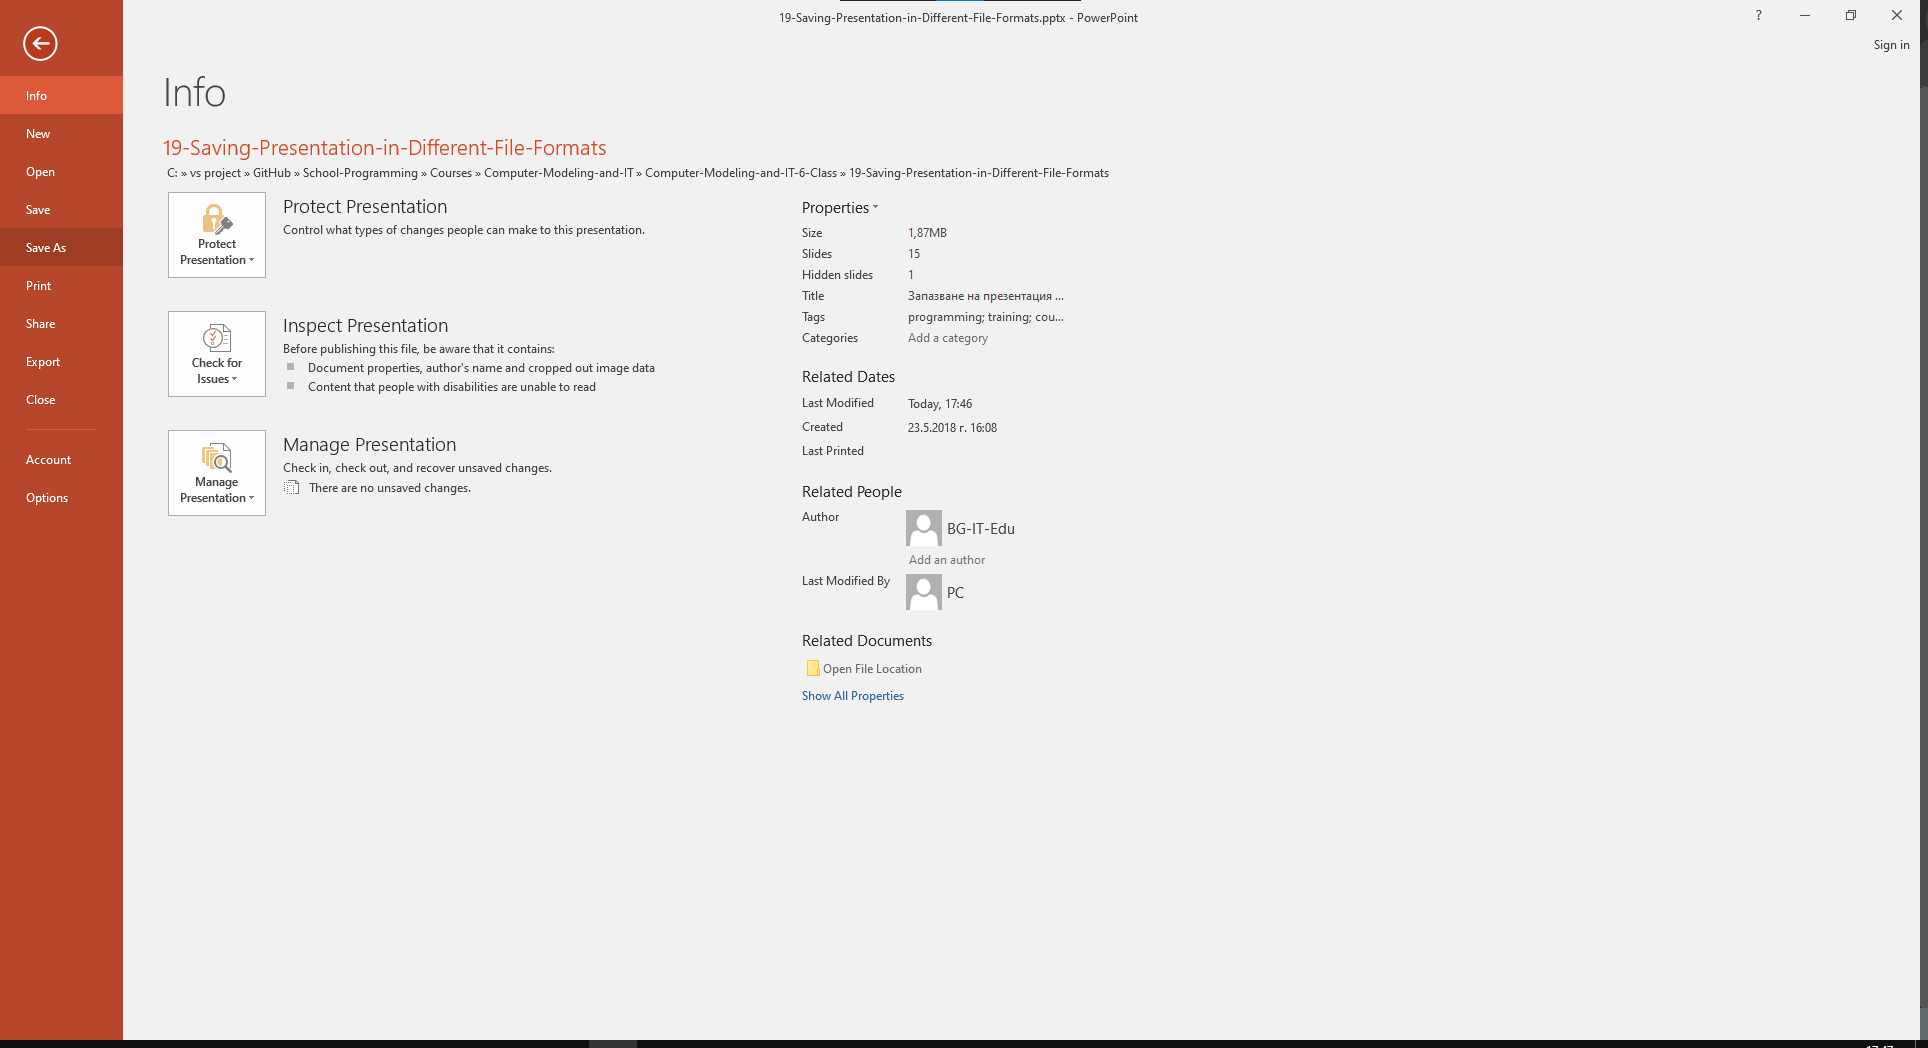 19-Saving-Presentation-in-Different-File-Formats.pptx - PowerPoint
?
Sign in
Info
New
Open
Save
Save As
Print
Share
Export
Close
Account
Options
Info
19-Saving-Presentation-in-Different-File-Formats
C: » vs project » GitHub » School-Programming » Courses » Computer-Modeling-and-IT » Computer-Modeling-and-IT-6-Class » 19-Saving-Presentation-in-Different-File-Formats
Protect
Presentation
Protect Presentation
Control what types of changes people can make to this presentation.
Check for
Issues
Inspect Presentation
Before publishing this file, be aware that it contains:
Document properties, author's name and cropped out image data
Content that people with disabilities are unable to read
Manage
Presentation
Manage Presentation
Check in, check out, and recover unsaved changes.
There are no unsaved changes.
Properties
Size 1,87MB
Slides 15
Hidden slides 1
Title Запазване на презентация ...
Tags programming; training; cou...
Categories Add a category
Related Dates
Last Modified Today, 17:46
Created 23.5.2018 г. 16:08
Last Printed
Related People
Author BG-IT-Edu
Add an author
Last Modified By PC
Related Documents
Open File Location
Show All Properties